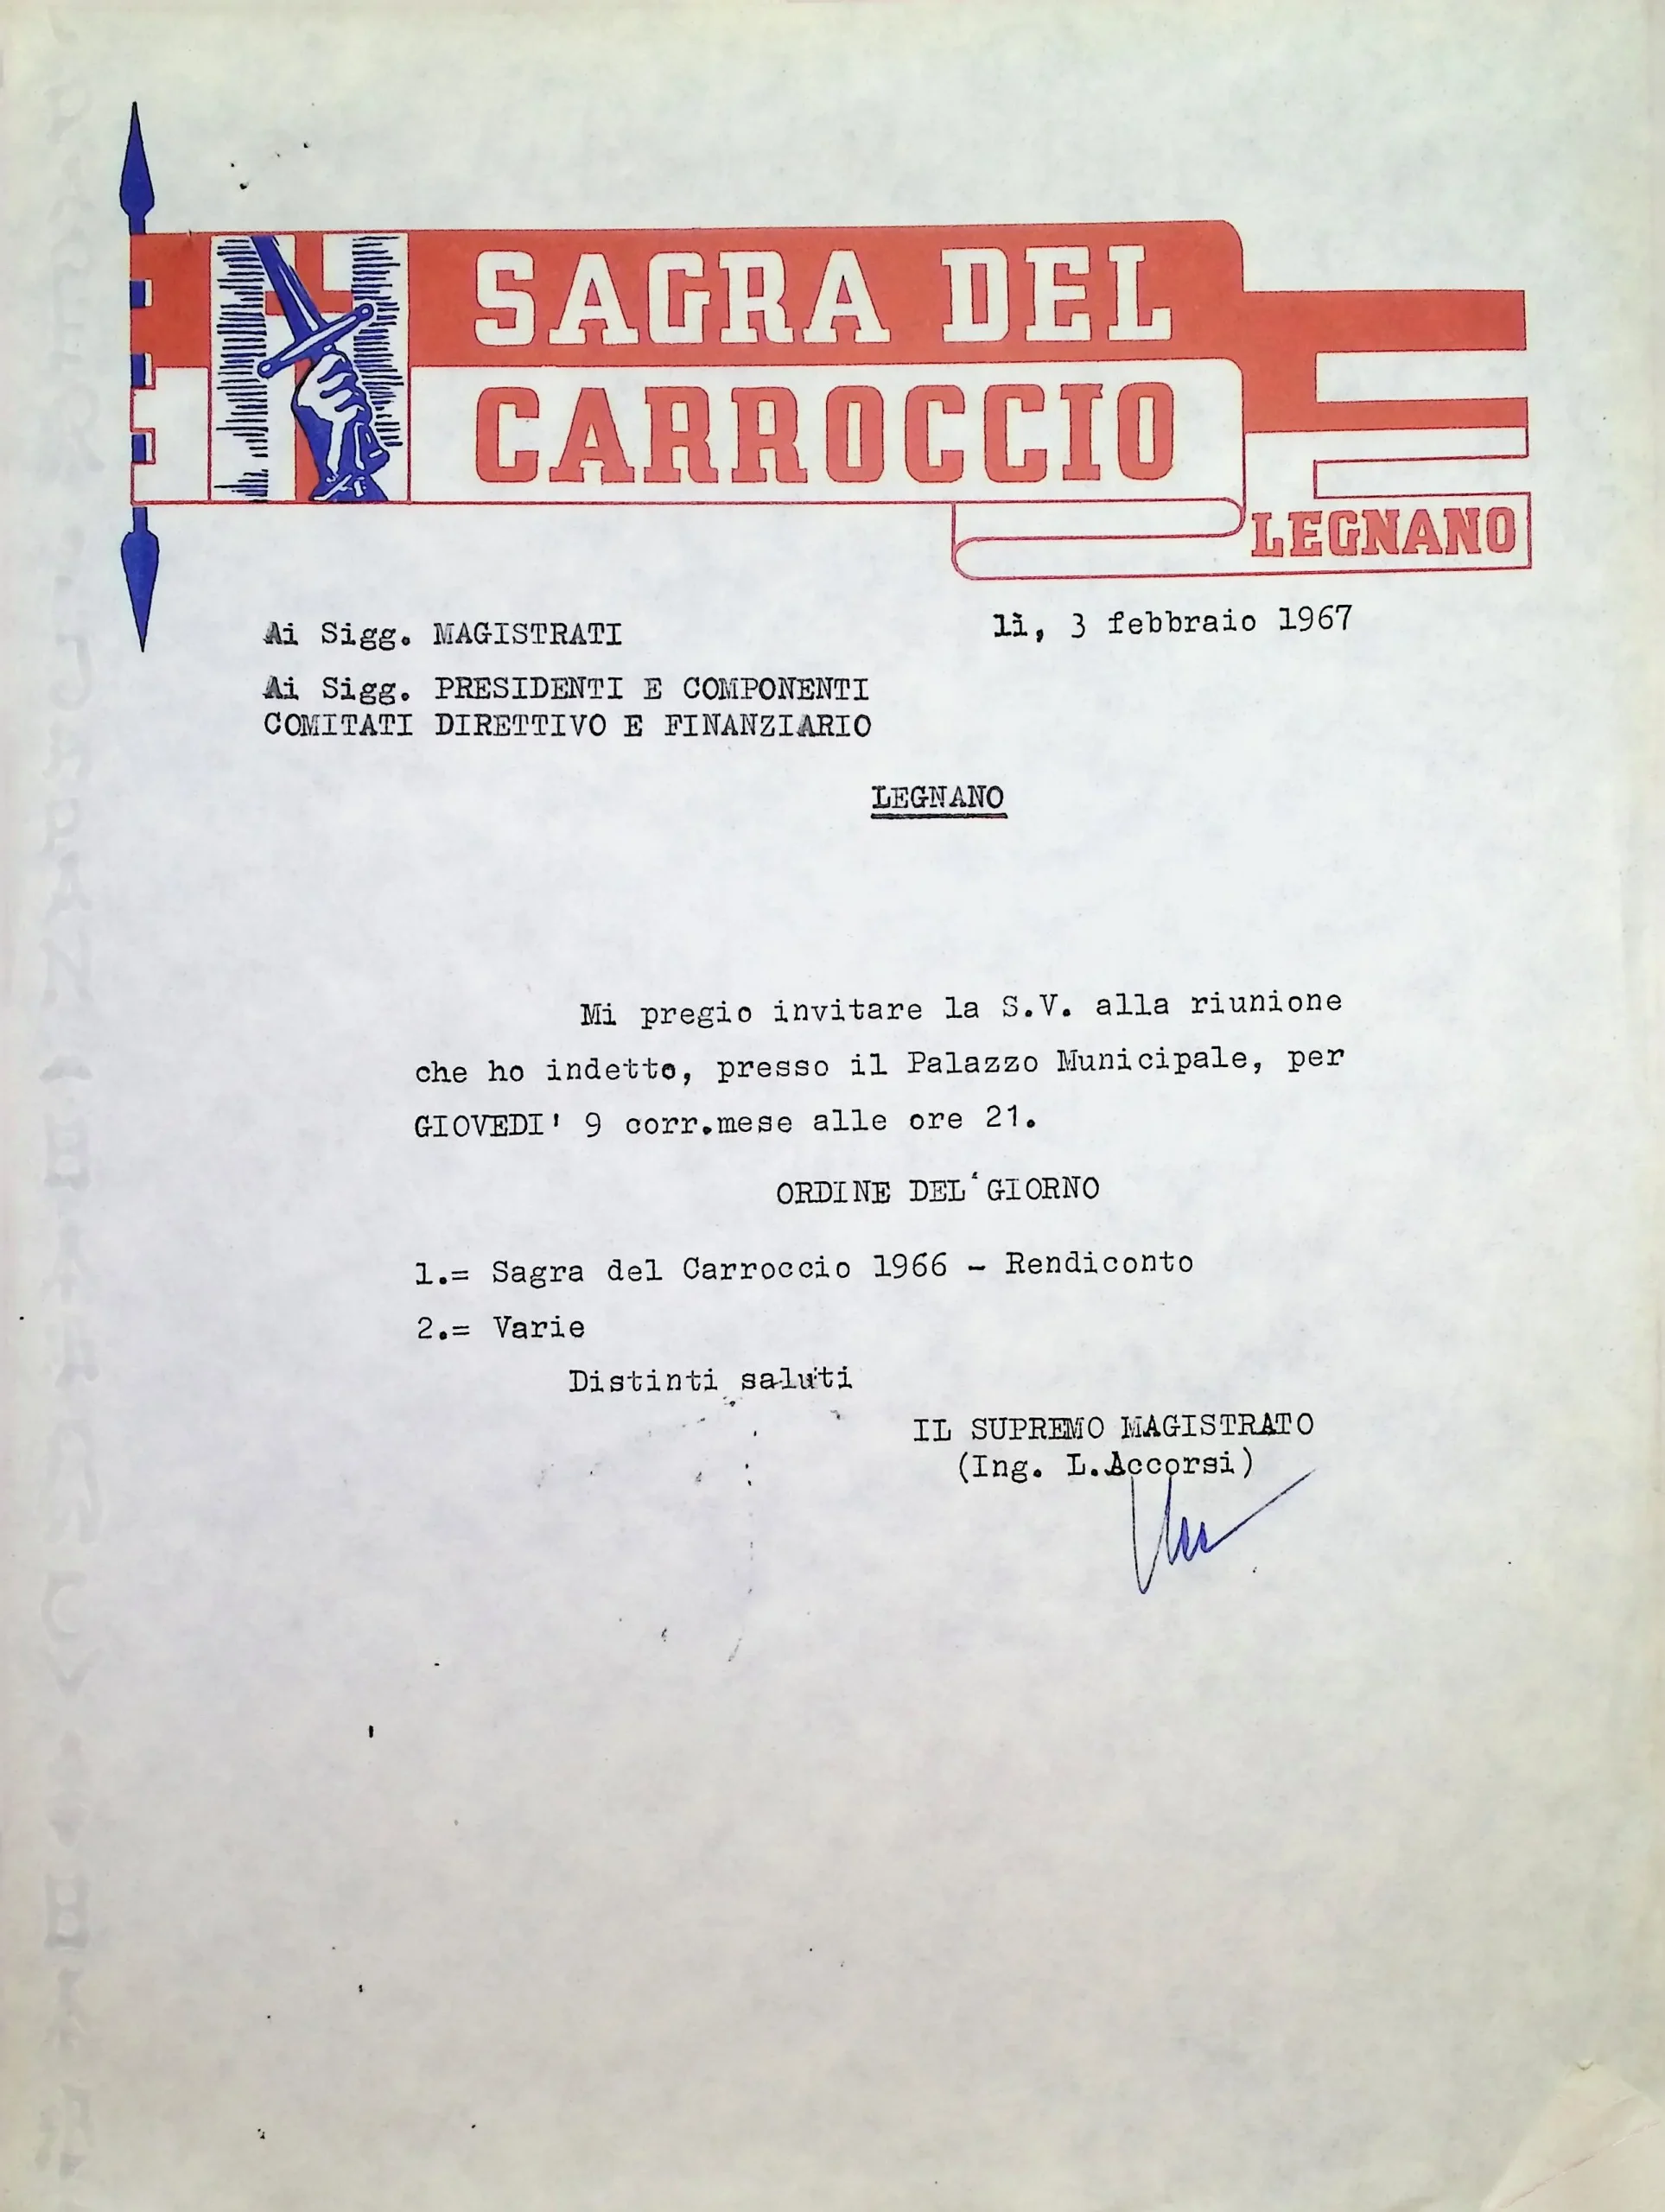 SAGRA DEL
CARROCCIO
LEGNANO
lì, 3 febbraio 1967
Ai Sigg. MAGISTRATI
Ai Sigg. PRESIDENTI E COMPONENTI
COMITATI DIRETTIVO E FINANZIARIO
LEGNANO
Mi pregio invitare la S.V. alla riunione
che ho indetto, presso il Palazzo Municipale, per
GIOVEDI' 9 corr.mese alle ore 21.
ORDINE DEL'GIORNO
1.= Sagra del Carroccio 1966 - Rendiconto
2.= Varie
Distinti saluti
IL SUPREMO MAGISTRATO
(Ing. L.Accorsi)